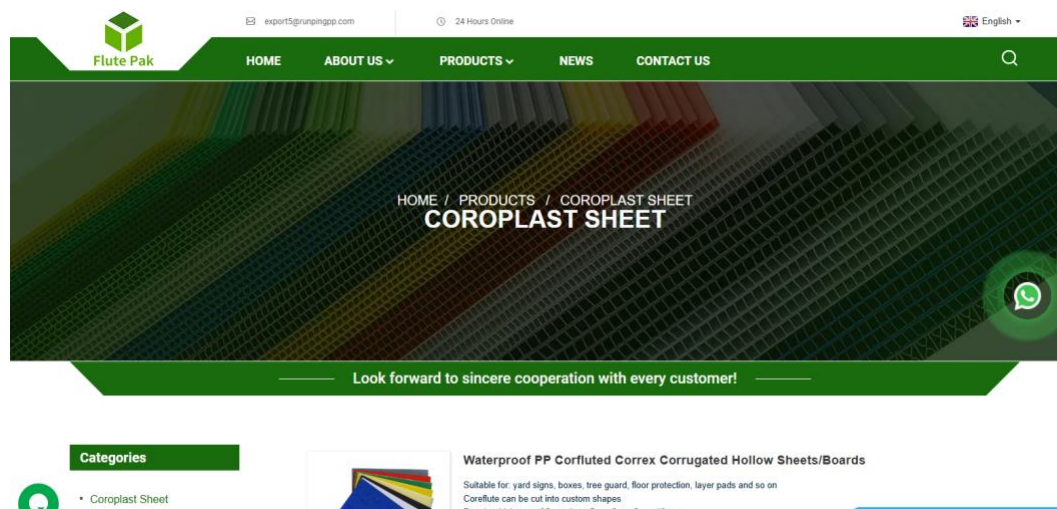 export5@runpingpp.com
24 Hours Online
English
Flute Pak
HOME
ABOUT US
PRODUCTS
NEWS
CONTACT US
HOME / PRODUCTS / COROPLAST SHEET
COROPLAST SHEET
Look forward to sincere cooperation with every customer!
Categories
Coroplast Sheet
Waterproof PP Corfluted Correx Corrugated Hollow Sheets/Boards
Suitable for: yard signs, boxes, tree guard, floor protection, layer pads and so on
Coreflute can be cut into custom shapes